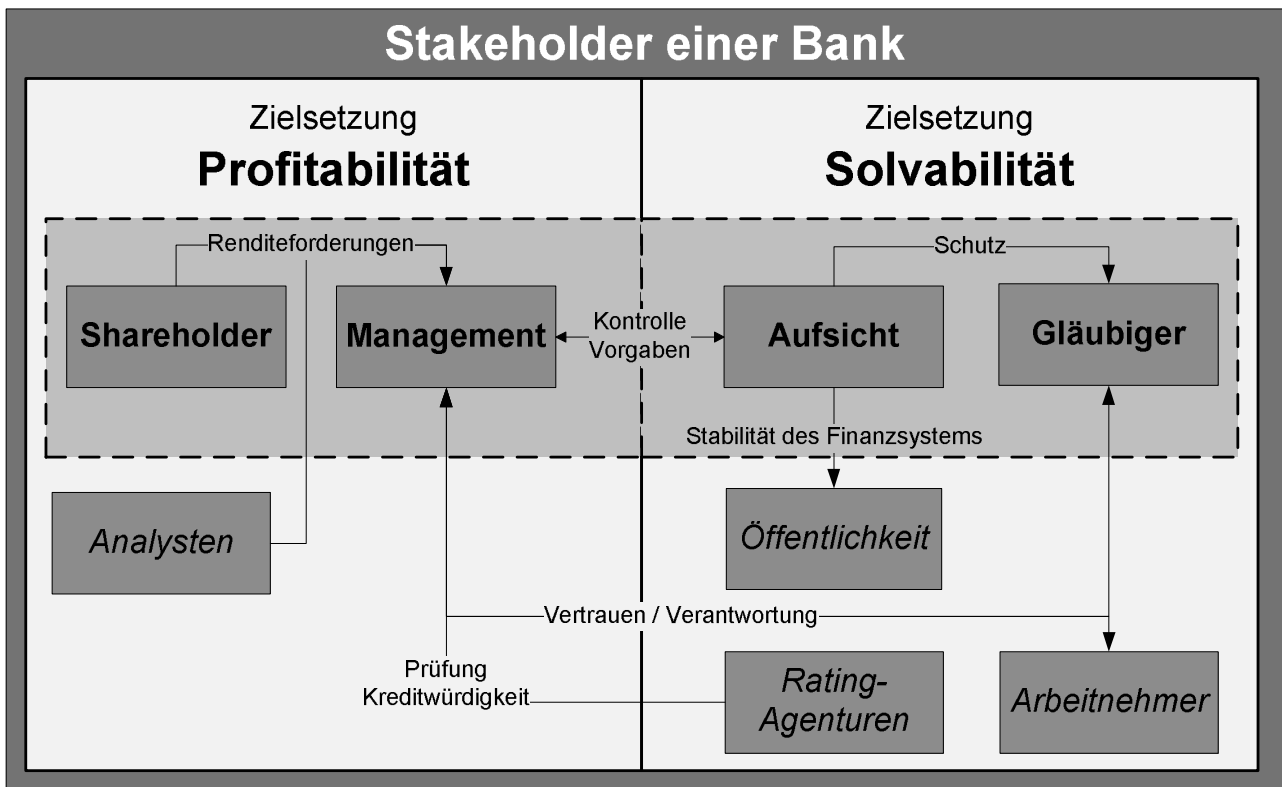 Stakeholder einer Bank
Zielsetzung
Profitabilität
Zielsetzung
Solvabilität
Renditeforderungen
Schutz
Shareholder
Management
Kontrolle
Vorgaben
Aufsicht
Gläubiger
Stabilität des Finanzsystems
Analysten
Öffentlichkeit
Vertrauen / Verantwortung
Prüfung
Kreditwürdigkeit
Rating-
Agenturen
Arbeitnehmer